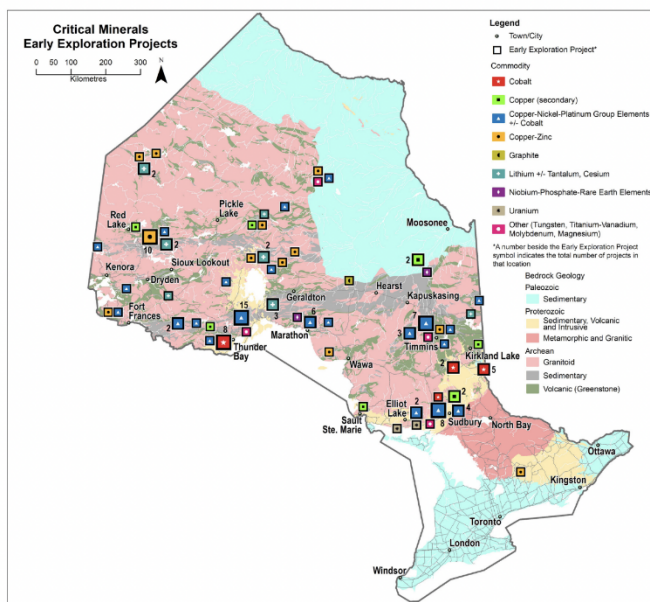 Critical Minerals
Early Exploration Projects
0 50 100 200 300
Kilometres
N
Legend
Town/City
Early Exploration Project*
Commodity
Cobalt
Copper (secondary)
Copper-Nickel-Platinum Group Elements
+/- Cobalt
Copper-Zinc
Graphite
Lithium +/- Tantalum, Cesium
Niobium-Phosphate-Rare Earth Elements
Uranium
Other (Tungsten, Titanium-Vanadium,
Molybdenum, Magnesium)
*A number beside the Early Exploration Project
symbol indicates the total number of projects in
that location
Bedrock Geology
Paleozoic
Sedimentary
Proterozoic
Sedimentary, Volcanic
and Intrusive
Metamorphic and Granitic
Archean
Granitoid
Sedimentary
Volcanic (Greenstone)
2
Red
Lake
Pickle
Lake
2
10
2
2
Moosonee
2
Kenora
Sioux Lookout
Dryden
Geraldton
Hearst
Kapuskasing
Fort
Frances
2
15
3
6
Marathon
8
Thunder
Bay
7
3
Timmins
Kirkland Lake
Wawa
2
5
Elliot
Lake
2
2
4
8
Sudbury
North Bay
Sault
Ste. Marie
Ottawa
Kingston
Toronto
London
Windsor